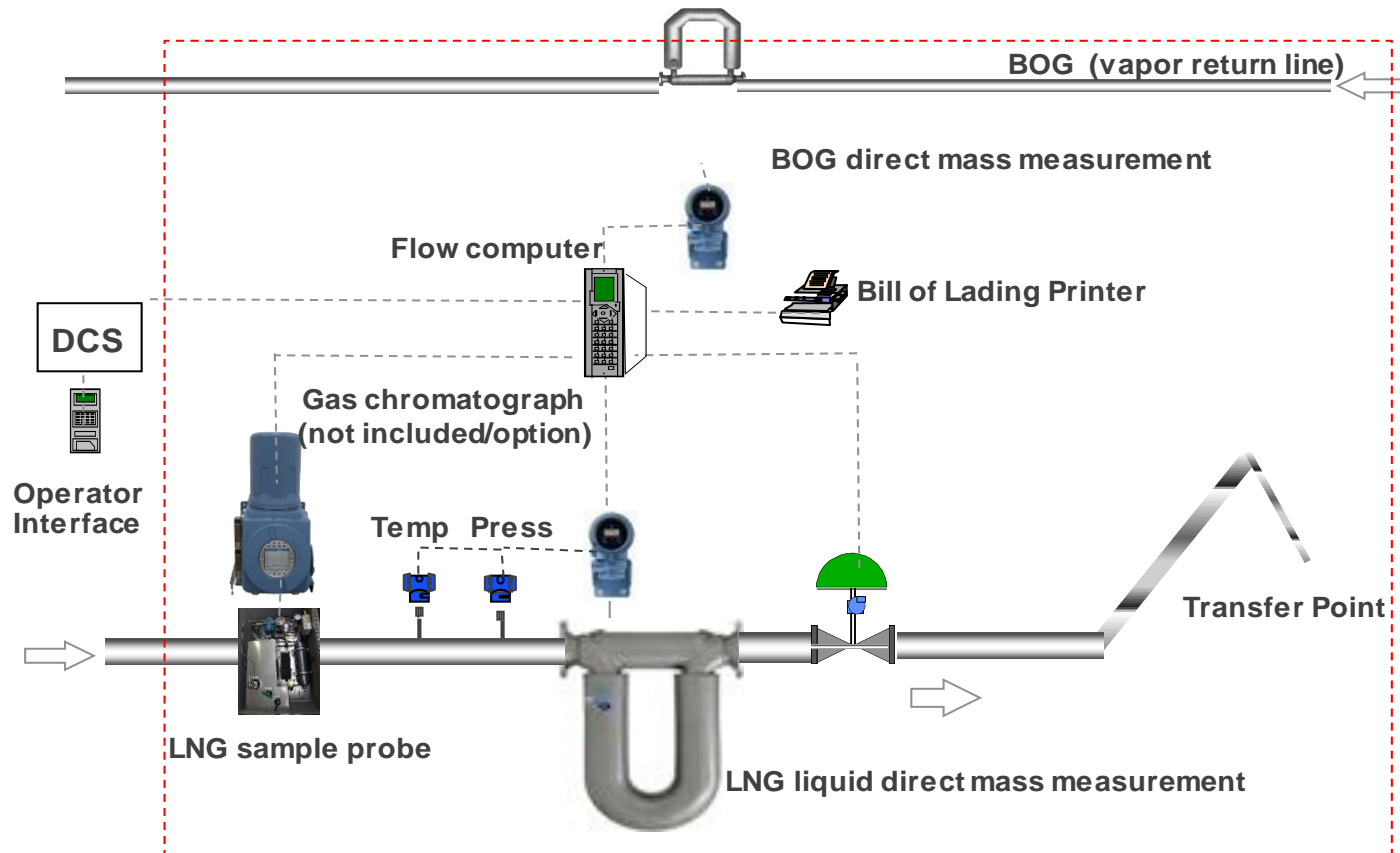 BOG (vapor return line)
BOG direct mass measurement
Flow computer
Bill of Lading Printer
DCS
Gas chromatograph
(not included/option)
Operator
Interface
Temp
Press
Transfer Point
LNG sample probe
LNG liquid direct mass measurement